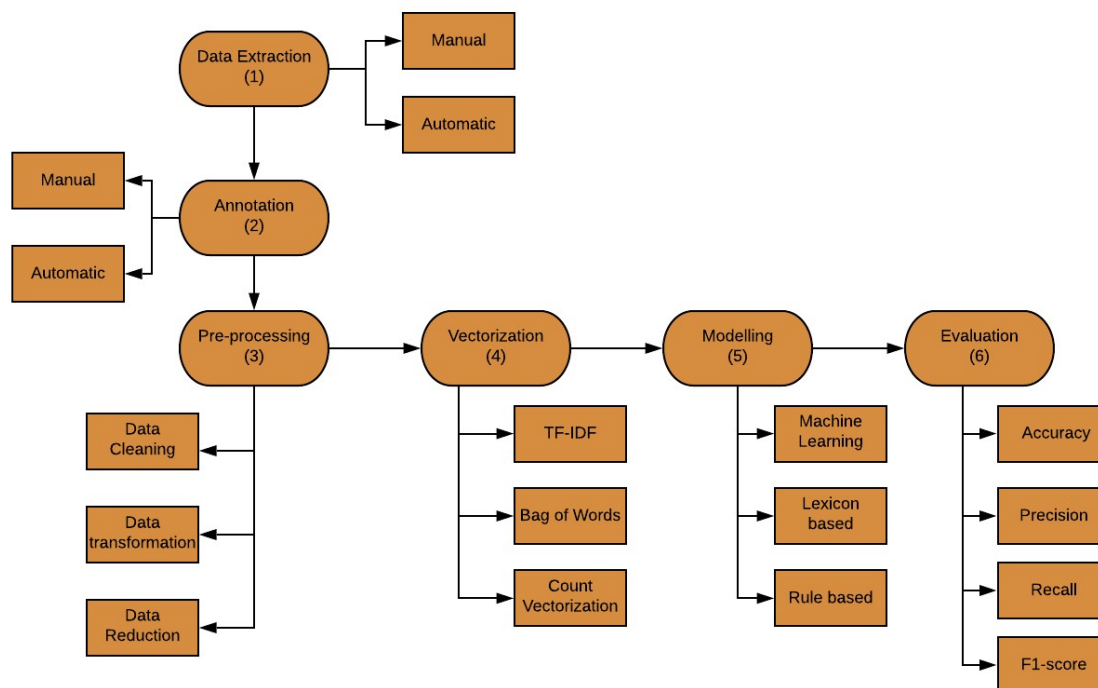 Data Extraction
(1)
Manual
Automatic
Manual
Automatic
Annotation
(2)
Pre-processing
(3)
Data
Cleaning
Data
transformation
Data
Reduction
Vectorization
(4)
TF-IDF
Bag of Words
Count
Vectorization
Modelling
(5)
Machine
Learning
Lexicon
based
Rule based
Evaluation
(6)
Accuracy
Precision
Recall
F1-score